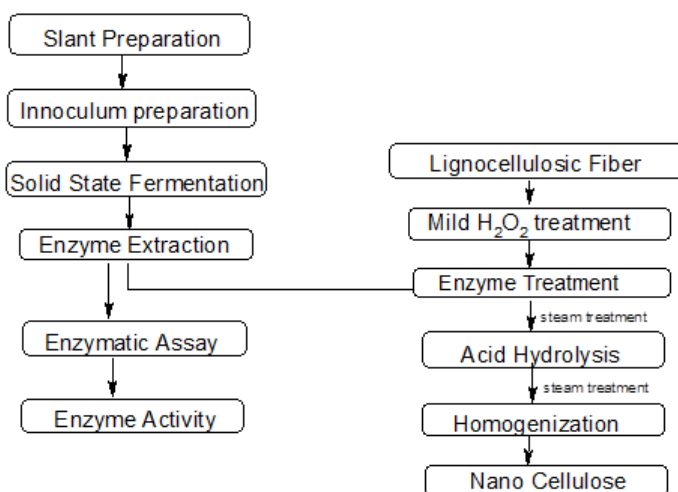 Slant Preparation
Innoculum preparation
Solid State Fermentation
Enzyme Extraction
Enzymatic Assay
Enzyme Activity
Lignocellulosic Fiber
Mild H₂O₂ treatment
Enzyme Treatment
steam treatment
Acid Hydrolysis
steam treatment
Homogenization
Nano Cellulose